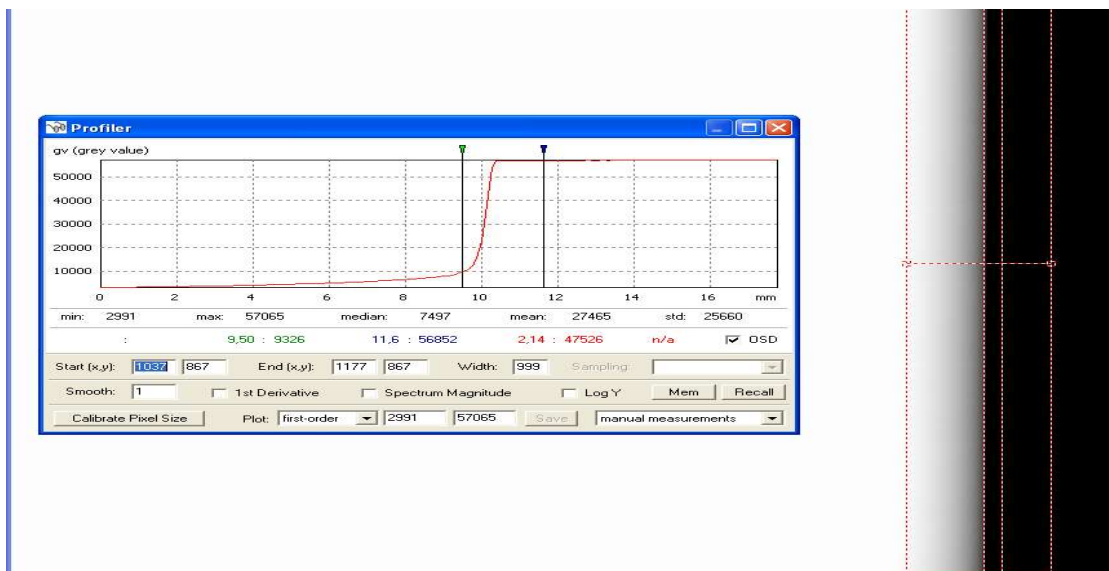 Profiler
gv (grey value)
50000
40000
30000
20000
10000
0 2 4 6 8 10 12 14 16 mm
min: 2991 max: 57065 median: 7497 mean: 27465 std: 25660
: 9,50 : 9326 11,6 : 56852 2,14 : 47526 n/a OSD
Start (x,y): 1037 867 End (x,y): 1177 867 Width: 999 Sampling:
Smooth: 1 1st Derivative Spectrum Magnitude Log Y Mem Recall
Calibrate Pixel Size Plot: first-order 2991 57065 Save manual measurements